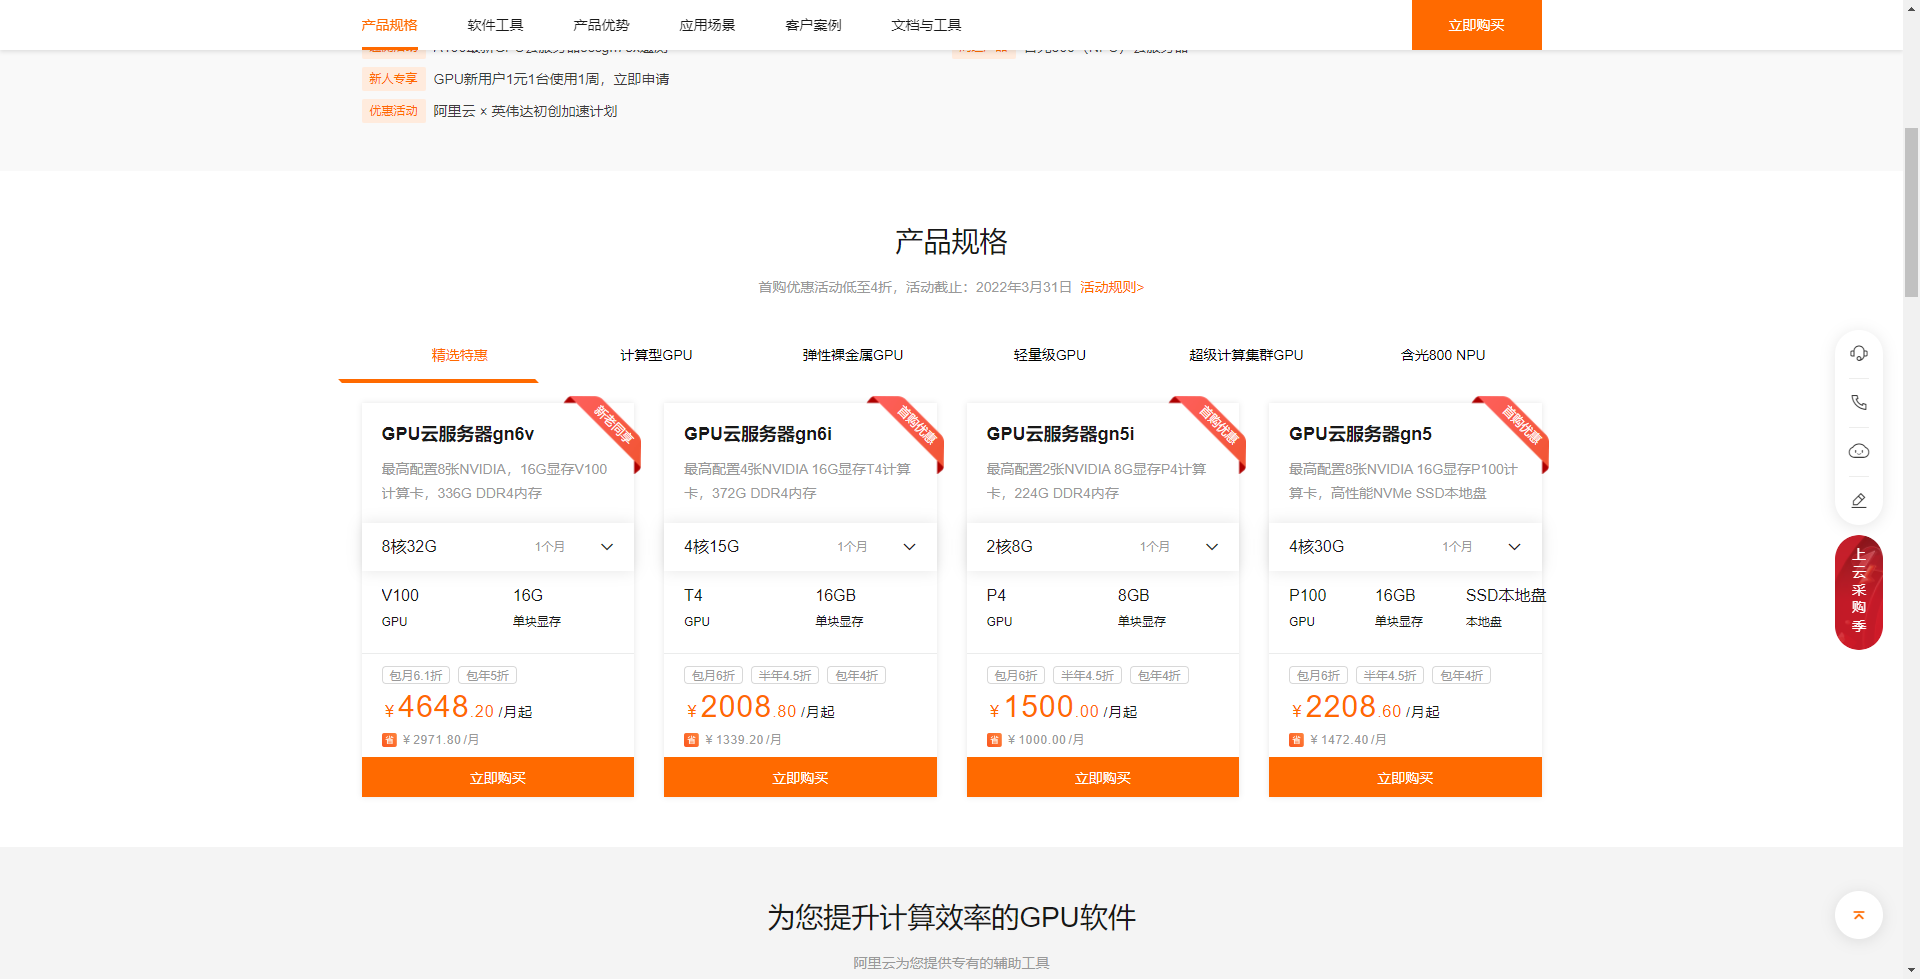 产品规格 软件工具 产品优势 应用场景 客户案例 文档与工具 立即购买
新人专享 GPU新用户1元1台使用1周，立即申请
优惠活动 阿里云 × 英伟达初创加速计划
产品规格
首购优惠活动低至4折，活动截止：2022年3月31日 活动规则>
精选特惠 计算型GPU 弹性裸金属GPU 轻量级GPU 超级计算集群GPU 含光800 NPU
新老同享
GPU云服务器gn6v
最高配置8张NVIDIA，16G显存V100
计算卡，336G DDR4内存
8核32G 1个月
V100 16G
GPU 单块显存
包月6.1折 包年5折
¥4648.20 /月起
省 ¥2971.80/月
立即购买
首购优惠
GPU云服务器gn6i
最高配置4张NVIDIA 16G显存T4计算
卡，372G DDR4内存
4核15G 1个月
T4 16GB
GPU 单块显存
包月6折 半年4.5折 包年4折
¥2008.80 /月起
省 ¥1339.20/月
立即购买
首购优惠
GPU云服务器gn5i
最高配置2张NVIDIA 8G显存P4计算
卡，224G DDR4内存
2核8G 1个月
P4 8GB
GPU 单块显存
包月6折 半年4.5折 包年4折
¥1500.00 /月起
省 ¥1000.00/月
立即购买
首购优惠
GPU云服务器gn5
最高配置8张NVIDIA 16G显存P100计
算卡，高性能NVMe SSD本地盘
4核30G 1个月
P100 16GB SSD本地盘
GPU 单块显存 本地盘
包月6折 半年4.5折 包年4折
¥2208.60 /月起
省 ¥1472.40/月
立即购买
上云采购季
为您提升计算效率的GPU软件
阿里云为您提供专有的辅助工具